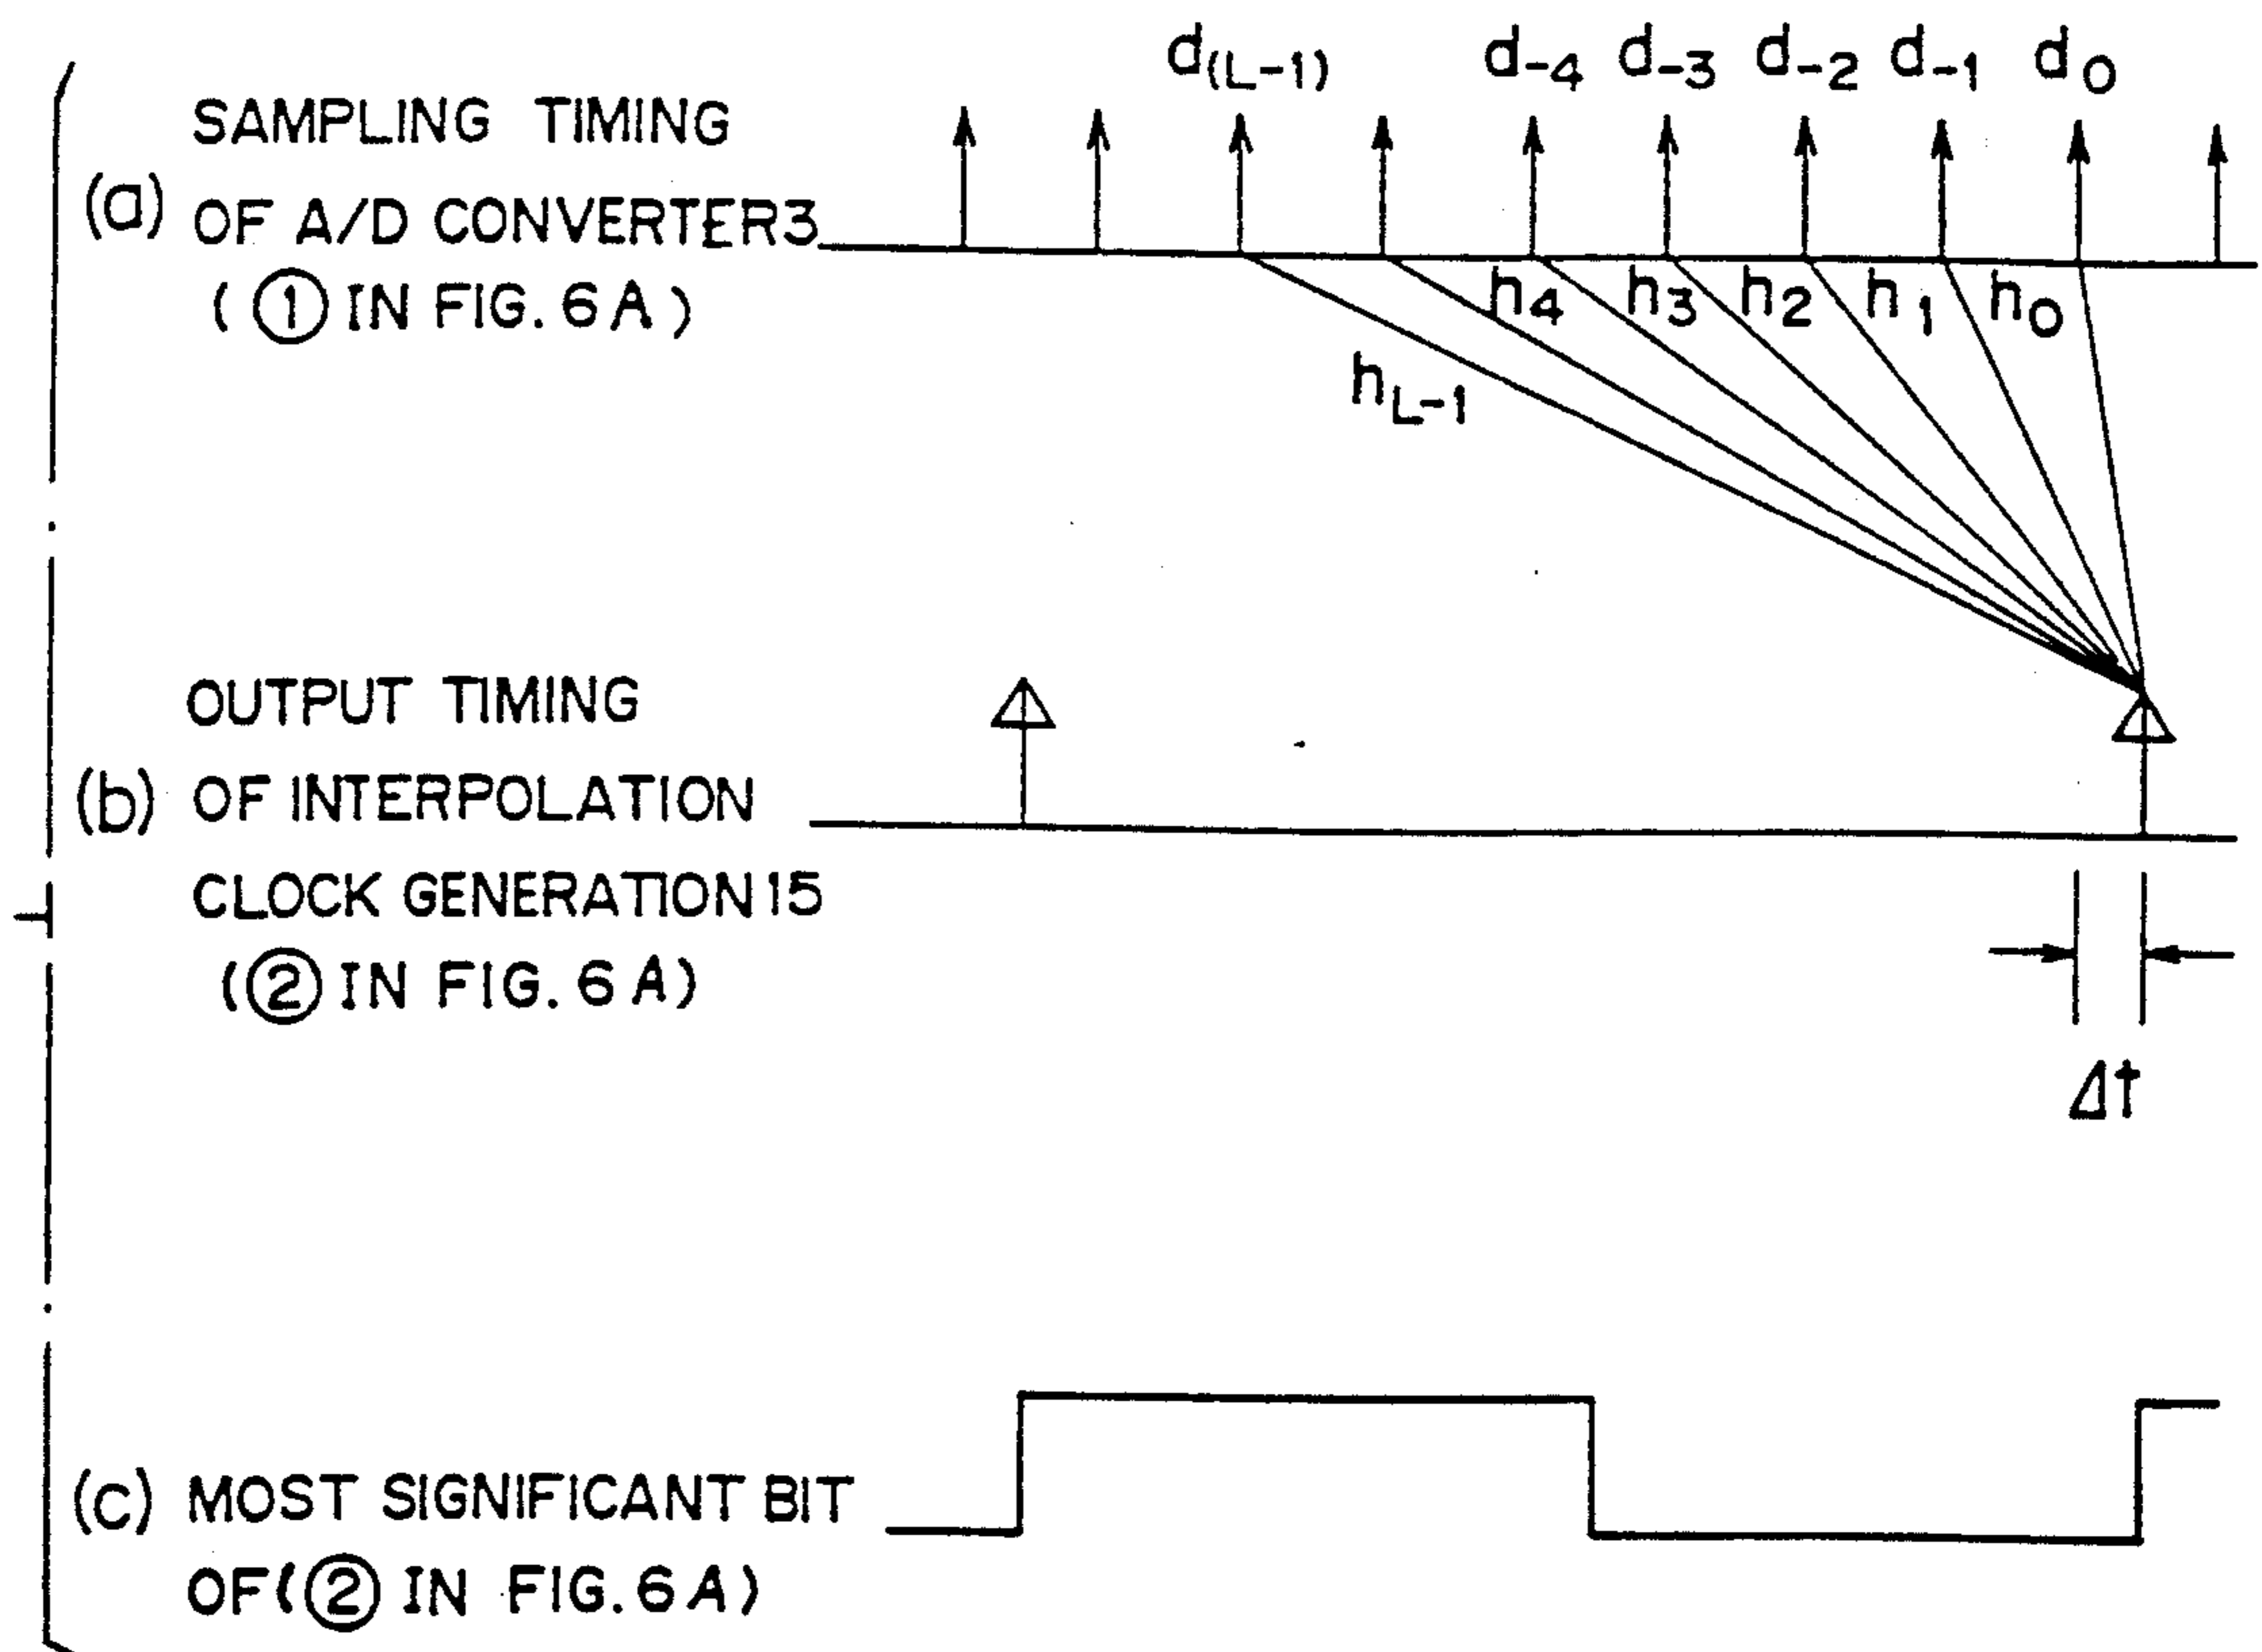 d(L-1) d-4 d-3 d-2 d-1 d0
SAMPLING TIMING
(a) OF A/D CONVERTER3
( ① IN FIG. 6A )
h4 h3 h2 h1 h0
hL-1
OUTPUT TIMING
(b) OF INTERPOLATION
CLOCK GENERATION 15
(② IN FIG. 6A)
Δt
(c) MOST SIGNIFICANT BIT
OF(② IN FIG. 6A)